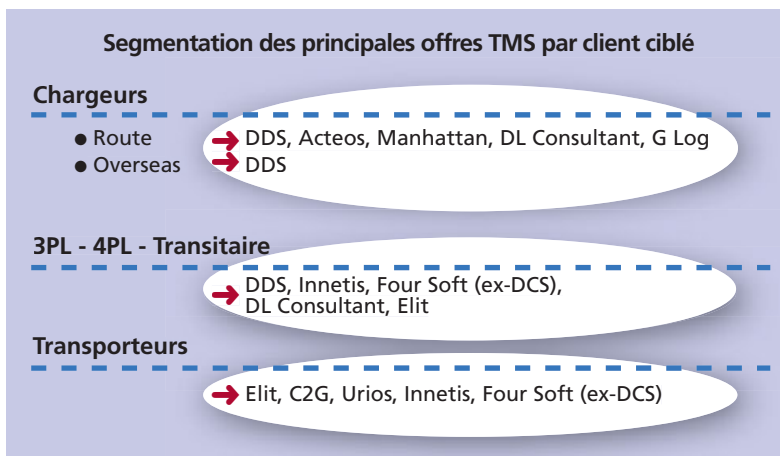 Segmentation des principales offres TMS par client ciblé
Chargeurs
● Route ➔ DDS, Acteos, Manhattan, DL Consultant, G Log
● Overseas ➔ DDS
3PL - 4PL - Transitaire
➔ DDS, Innetis, Four Soft (ex-DCS),
DL Consultant, Elit
Transporteurs
➔ Elit, C2G, Urios, Innetis, Four Soft (ex-DCS)